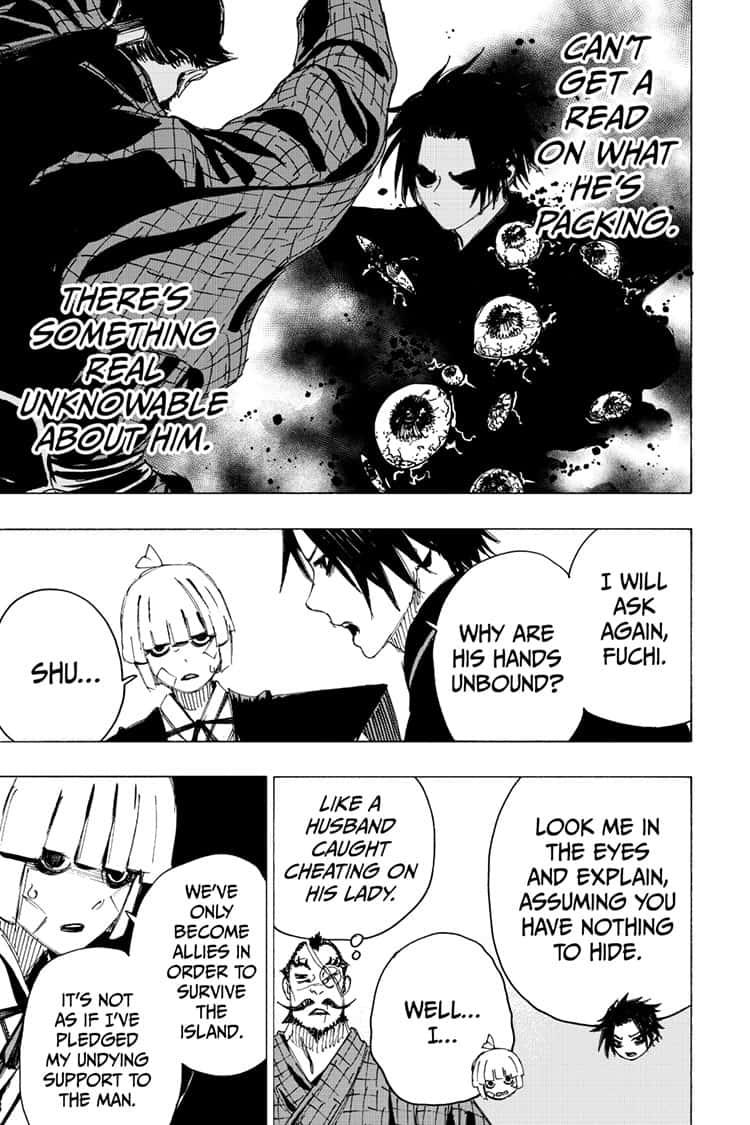 CAN'T
GET A
READ
ON WHAT
HE'S
PACKING.
THERE'S
SOMETHING
REAL
UNKNOWABLE
ABOUT HIM.
I WILL
ASK
AGAIN,
FUCHI.
WHY ARE
HIS HANDS
UNBOUND?
SHU...
LOOK ME IN
THE EYES
AND EXPLAIN,
ASSUMING YOU
HAVE NOTHING
TO HIDE.
WELL...
I...
LIKE A
HUSBAND
CAUGHT
CHEATING ON
HIS LADY.
WE'VE
ONLY
BECOME
ALLIES IN
ORDER TO
SURVIVE
THE
ISLAND.
IT'S NOT
AS IF I'VE
PLEDGED
MY UNDYING
SUPPORT TO
THE MAN.